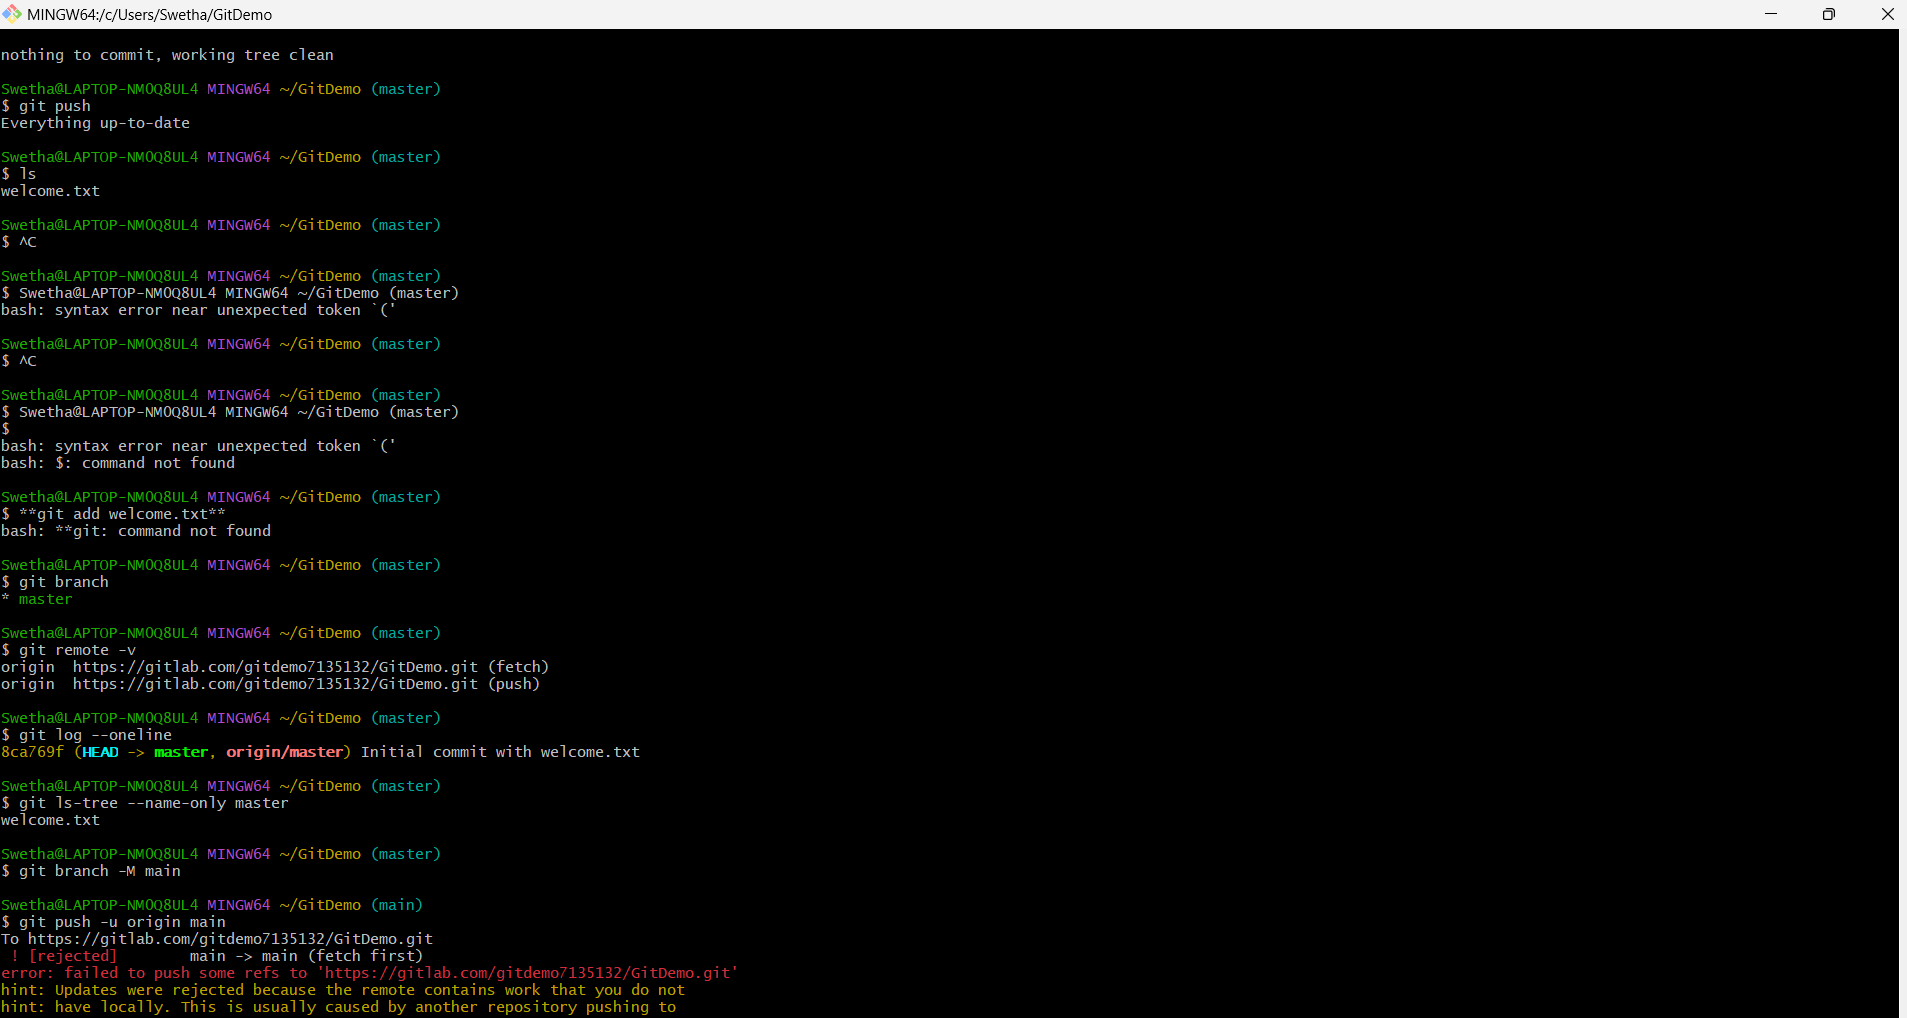 MINGW64:/c/Users/Swetha/GitDemo
nothing to commit, working tree clean
Swetha@LAPTOP-NMOQ8UL4 MINGW64 ~/GitDemo (master)
$ git push
Everything up-to-date
Swetha@LAPTOP-NMOQ8UL4 MINGW64 ~/GitDemo (master)
$ ls
welcome.txt
Swetha@LAPTOP-NMOQ8UL4 MINGW64 ~/GitDemo (master)
$ ^C
Swetha@LAPTOP-NMOQ8UL4 MINGW64 ~/GitDemo (master)
$ Swetha@LAPTOP-NMOQ8UL4 MINGW64 ~/GitDemo (master)
bash: syntax error near unexpected token `('
Swetha@LAPTOP-NMOQ8UL4 MINGW64 ~/GitDemo (master)
$ ^C
Swetha@LAPTOP-NMOQ8UL4 MINGW64 ~/GitDemo (master)
$ Swetha@LAPTOP-NMOQ8UL4 MINGW64 ~/GitDemo (master)
$
bash: syntax error near unexpected token `('
bash: $: command not found
Swetha@LAPTOP-NMOQ8UL4 MINGW64 ~/GitDemo (master)
$ **git add welcome.txt**
bash: **git: command not found
Swetha@LAPTOP-NMOQ8UL4 MINGW64 ~/GitDemo (master)
$ git branch
* master
Swetha@LAPTOP-NMOQ8UL4 MINGW64 ~/GitDemo (master)
$ git remote -v
origin  https://gitlab.com/gitdemo7135132/GitDemo.git (fetch)
origin  https://gitlab.com/gitdemo7135132/GitDemo.git (push)
Swetha@LAPTOP-NMOQ8UL4 MINGW64 ~/GitDemo (master)
$ git log --oneline
8ca769f (HEAD -> master, origin/master) Initial commit with welcome.txt
Swetha@LAPTOP-NMOQ8UL4 MINGW64 ~/GitDemo (master)
$ git ls-tree --name-only master
welcome.txt
Swetha@LAPTOP-NMOQ8UL4 MINGW64 ~/GitDemo (master)
$ git branch -M main
Swetha@LAPTOP-NMOQ8UL4 MINGW64 ~/GitDemo (main)
$ git push -u origin main
To https://gitlab.com/gitdemo7135132/GitDemo.git
 ! [rejected]        main -> main (fetch first)
error: failed to push some refs to 'https://gitlab.com/gitdemo7135132/GitDemo.git'
hint: Updates were rejected because the remote contains work that you do not
hint: have locally. This is usually caused by another repository pushing to